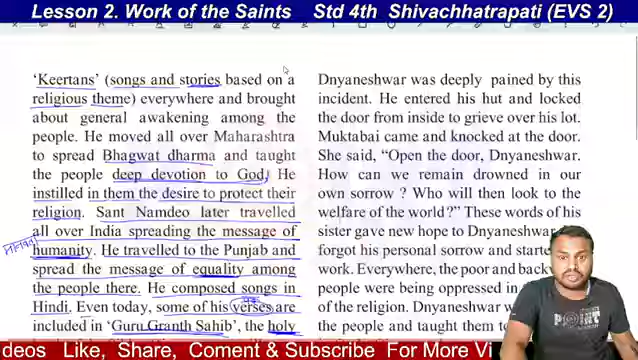 Lesson 2. Work of the Saints Std 4th Shivachhatrapati (EVS 2)
'Keertans' (songs and stories based on a
religious theme) everywhere and brought
about general awakening among the
people. He moved all over Maharashtra
to spread Bhagwat dharma and taught
the people deep devotion to God. He
instilled in them the desire to protect their
religion. Sant Namdeo later travelled
all over India spreading the message of
humanity. He travelled to the Punjab and
spread the message of equality among
the people there. He composed songs in
Hindi. Even today, some of his verses are
included in 'Guru Granth Sahib', the holy
Dnyaneshwar was deeply pained by this
incident. He entered his hut and locked
the door from inside to grieve over his lot.
Muktabai came and knocked at the door.
She said, "Open the door, Dnyaneshwar.
How can we remain drowned in our
own sorrow ? Who will then look to the
welfare of the world?" These words of his
sister gave new hope to Dnyaneshwar
forgot his personal sorrow and starte
work. Everywhere, the poor and backw
people were being oppressed in
of the religion. Dnyaneshwar w
the people and taught them to
POINT
deos Like, Share, Coment & Subscribe For More Vi